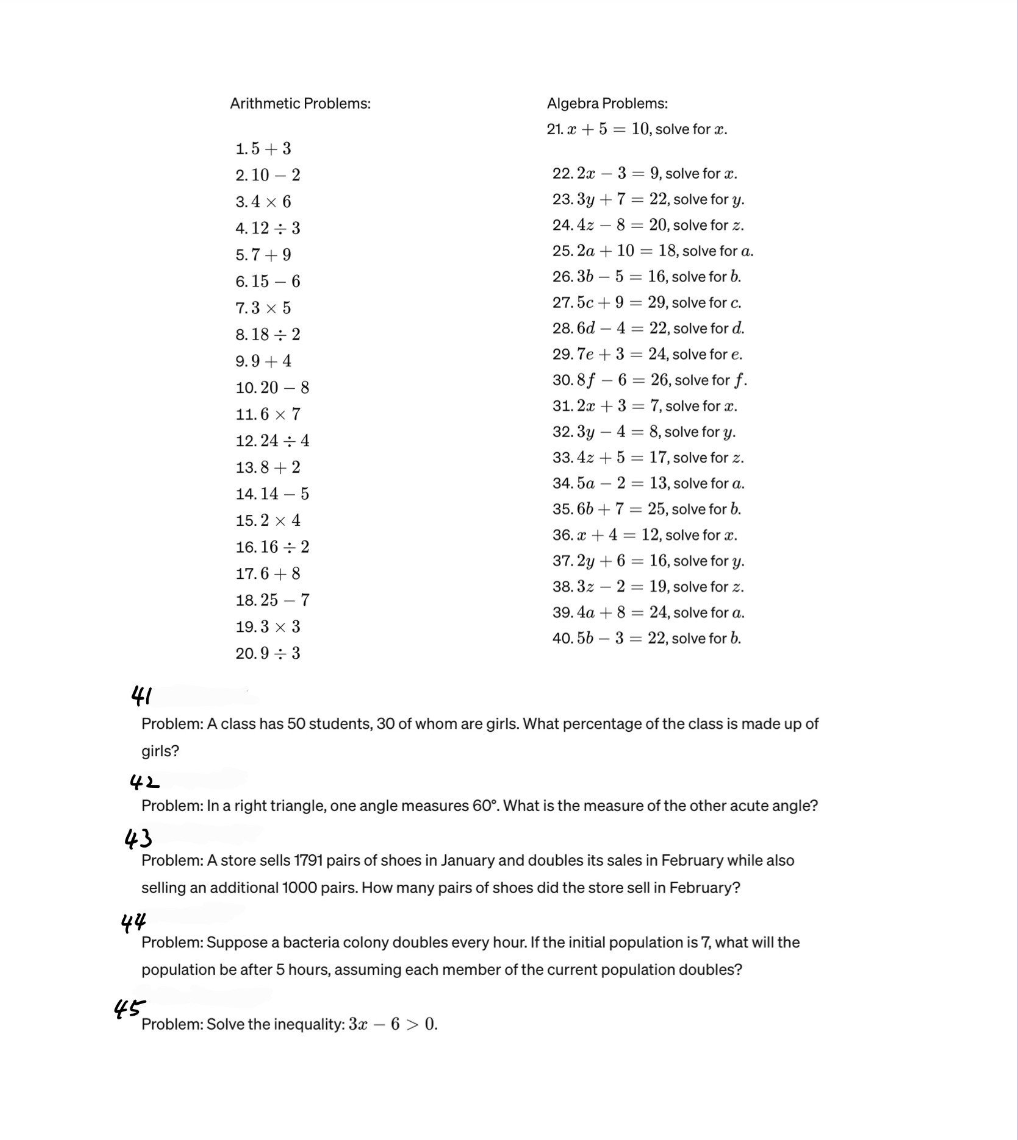 Arithmetic Problems:
1. 5 + 3
2. 10 − 2
3. 4 × 6
4. 12 ÷ 3
5. 7 + 9
6. 15 − 6
7. 3 × 5
8. 18 ÷ 2
9. 9 + 4
10. 20 − 8
11. 6 × 7
12. 24 ÷ 4
13. 8 + 2
14. 14 − 5
15. 2 × 4
16. 16 ÷ 2
17. 6 + 8
18. 25 − 7
19. 3 × 3
20. 9 ÷ 3
Algebra Problems:
21. x + 5 = 10, solve for x.
22. 2x − 3 = 9, solve for x.
23. 3y + 7 = 22, solve for y.
24. 4z − 8 = 20, solve for z.
25. 2a + 10 = 18, solve for a.
26. 3b − 5 = 16, solve for b.
27. 5c + 9 = 29, solve for c.
28. 6d − 4 = 22, solve for d.
29. 7e + 3 = 24, solve for e.
30. 8f − 6 = 26, solve for f.
31. 2x + 3 = 7, solve for x.
32. 3y − 4 = 8, solve for y.
33. 4z + 5 = 17, solve for z.
34. 5a − 2 = 13, solve for a.
35. 6b + 7 = 25, solve for b.
36. x + 4 = 12, solve for x.
37. 2y + 6 = 16, solve for y.
38. 3z − 2 = 19, solve for z.
39. 4a + 8 = 24, solve for a.
40. 5b − 3 = 22, solve for b.
41
Problem: A class has 50 students, 30 of whom are girls. What percentage of the class is made up of
girls?
42
Problem: In a right triangle, one angle measures 60°. What is the measure of the other acute angle?
43
Problem: A store sells 1791 pairs of shoes in January and doubles its sales in February while also
selling an additional 1000 pairs. How many pairs of shoes did the store sell in February?
44
Problem: Suppose a bacteria colony doubles every hour. If the initial population is 7, what will the
population be after 5 hours, assuming each member of the current population doubles?
45
Problem: Solve the inequality: 3x − 6 > 0.